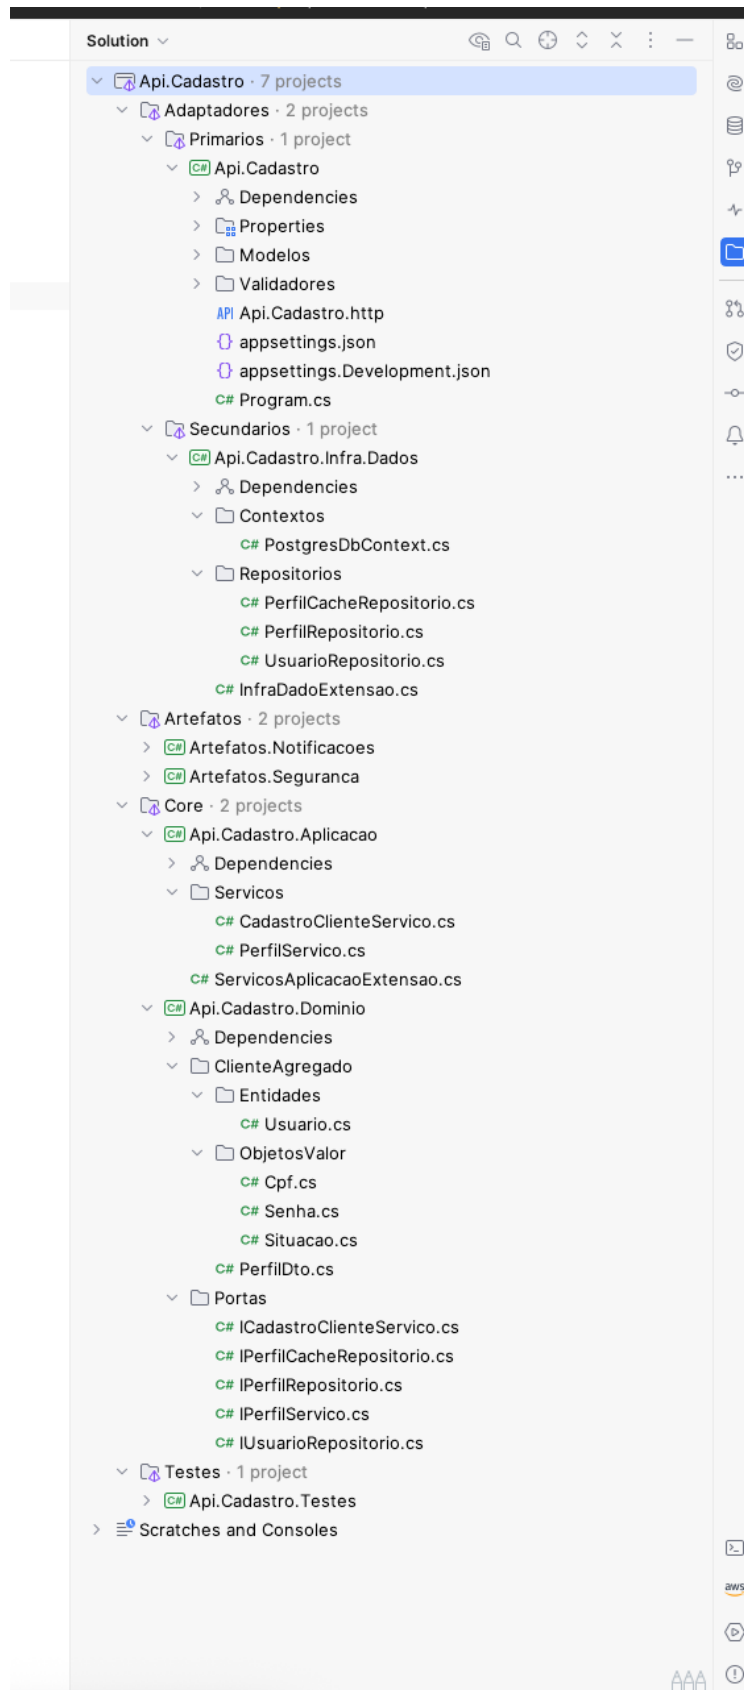 Solution
Api.Cadastro · 7 projects
Adaptadores · 2 projects
Primarios · 1 project
C# Api.Cadastro
Dependencies
Properties
Modelos
Validadores
API Api.Cadastro.http
{} appsettings.json
{} appsettings.Development.json
C# Program.cs
Secundarios · 1 project
C# Api.Cadastro.Infra.Dados
Dependencies
Contextos
C# PostgresDbContext.cs
Repositorios
C# PerfilCacheRepositorio.cs
C# PerfilRepositorio.cs
C# UsuarioRepositorio.cs
C# InfraDadoExtensao.cs
Artefatos · 2 projects
C# Artefatos.Notificacoes
C# Artefatos.Seguranca
Core · 2 projects
C# Api.Cadastro.Aplicacao
Dependencies
Servicos
C# CadastroClienteServico.cs
C# PerfilServico.cs
C# ServicosAplicacaoExtensao.cs
C# Api.Cadastro.Dominio
Dependencies
ClienteAgregado
Entidades
C# Usuario.cs
ObjetosValor
C# Cpf.cs
C# Senha.cs
C# Situacao.cs
C# PerfilDto.cs
Portas
C# ICadastroClienteServico.cs
C# IPerfilCacheRepositorio.cs
C# IPerfilRepositorio.cs
C# IPerfilServico.cs
C# IUsuarioRepositorio.cs
Testes · 1 project
C# Api.Cadastro.Testes
Scratches and Consoles
aws